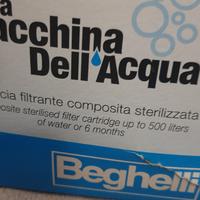 a
acchina
Dell'Acqua
cia filtrante composita sterilizzata
osite sterilised filter cartridge up to 500 liters
of water or 6 months
Beghelli